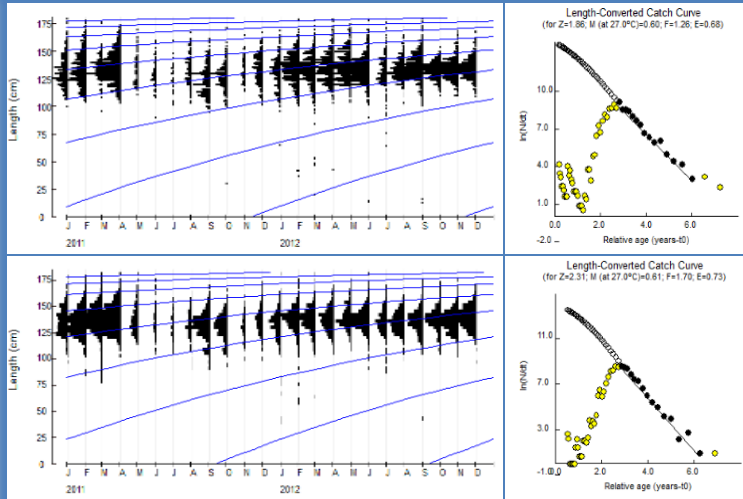 Length-Converted Catch Curve
(for Z=1.86; M (at 27.0ºC)=0.60; F=1.26; E=0.68)
Length (cm)
175
150
125
100
75
50
25
0
J F M A M J J A S O N D J F M A M J J A S O N D
2011 2012
ln(N/dt)
10.0
7.0
4.0
1.0
-2.0
0.0 2.0 4.0 6.0
Relative age (years-t0)
Length-Converted Catch Curve
(for Z=2.31; M (at 27.0ºC)=0.61; F=1.70; E=0.73)
Length (cm)
175
150
125
100
75
50
25
0
J F M A M J J A S O N D J F M A M J J A S O N D
2011 2012
ln(N/dt)
11.0
7.0
3.0
-1.0
0.0 2.0 4.0 6.0
Relative age (years-t0)